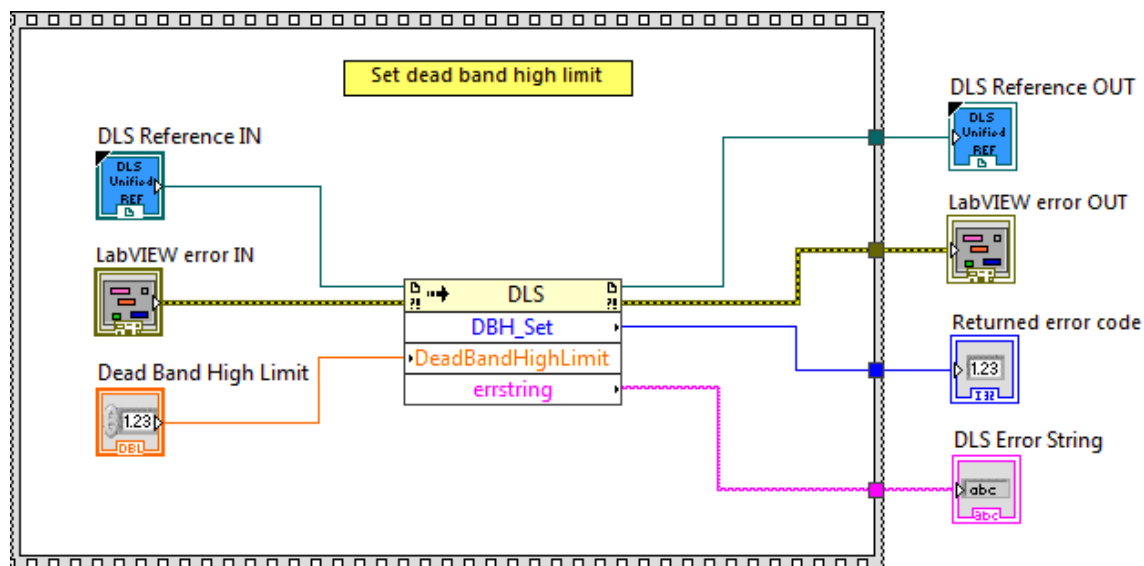 Set dead band high limit
DLS Reference OUT
DLS
Unified
REF
DLS Reference IN
DLS
Unified
REF
LabVIEW error OUT
LabVIEW error IN
?!
DLS
?!
DBH_Set
Returned error code
1.23
I32
DeadBandHighLimit
Dead Band High Limit
1.23
DBL
errstring
DLS Error String
abc
abc